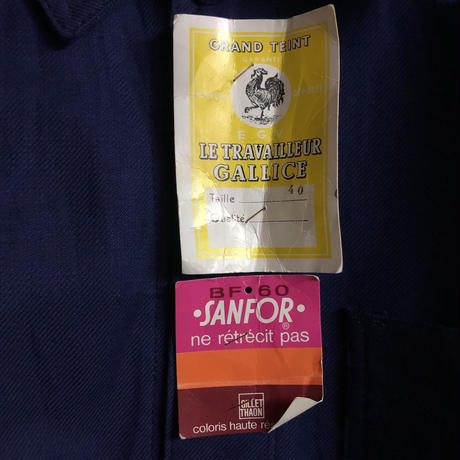 GRAND TEINT
GARANTI
E G V
LE TRAVAILLEUR
GALLICE
Taille 40
Qualité
BF 60
•SANFOR•®
ne rétrécit pas
GILLET
THAON
coloris haute